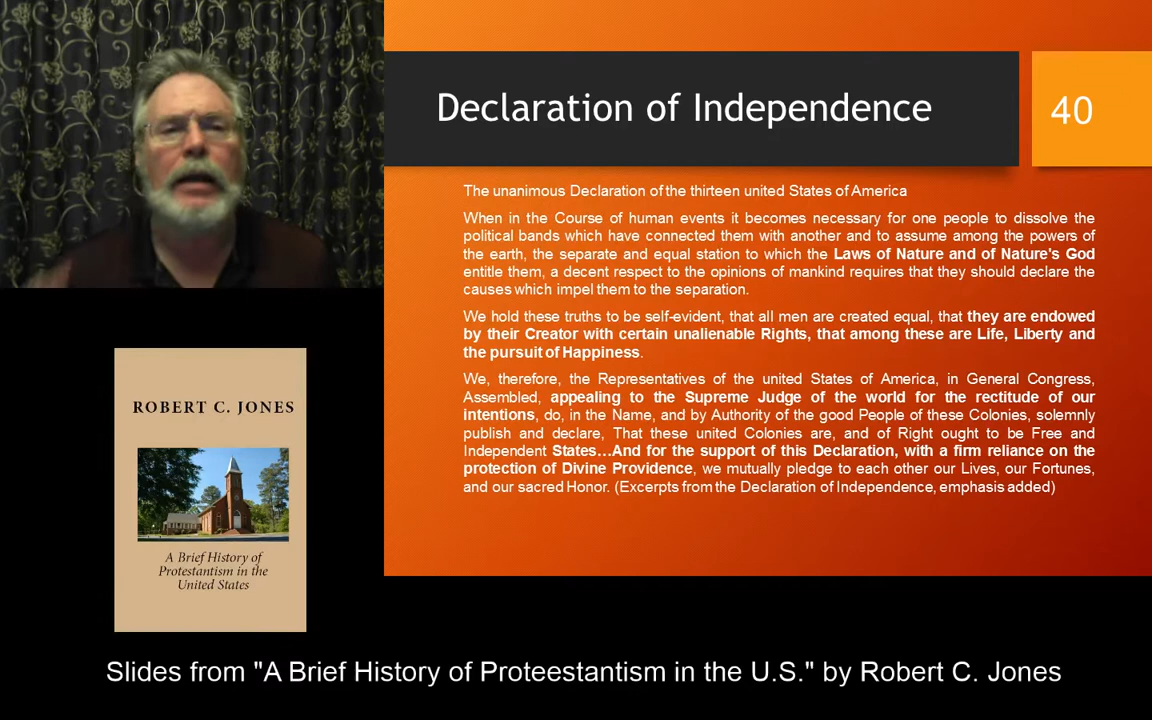 Declaration of Independence
40
The unanimous Declaration of the thirteen united States of America
When in the Course of human events it becomes necessary for one people to dissolve the
political bands which have connected them with another and to assume among the powers of
the earth, the separate and equal station to which the Laws of Nature and of Nature's God
entitle them, a decent respect to the opinions of mankind requires that they should declare the
causes which impel them to the separation.
We hold these truths to be self-evident, that all men are created equal, that they are endowed
by their Creator with certain unalienable Rights, that among these are Life, Liberty and
the pursuit of Happiness.
We, therefore, the Representatives of the united States of America, in General Congress,
Assembled, appealing to the Supreme Judge of the world for the rectitude of our
intentions, do, in the Name, and by Authority of the good People of these Colonies, solemnly
publish and declare, That these united Colonies are, and of Right ought to be Free and
Independent States…And for the support of this Declaration, with a firm reliance on the
protection of Divine Providence, we mutually pledge to each other our Lives, our Fortunes,
and our sacred Honor. (Excerpts from the Declaration of Independence, emphasis added)
ROBERT C. JONES
A Brief History of
Protestantism in the
United States
Slides from "A Brief History of Proteestantism in the U.S." by Robert C. Jones